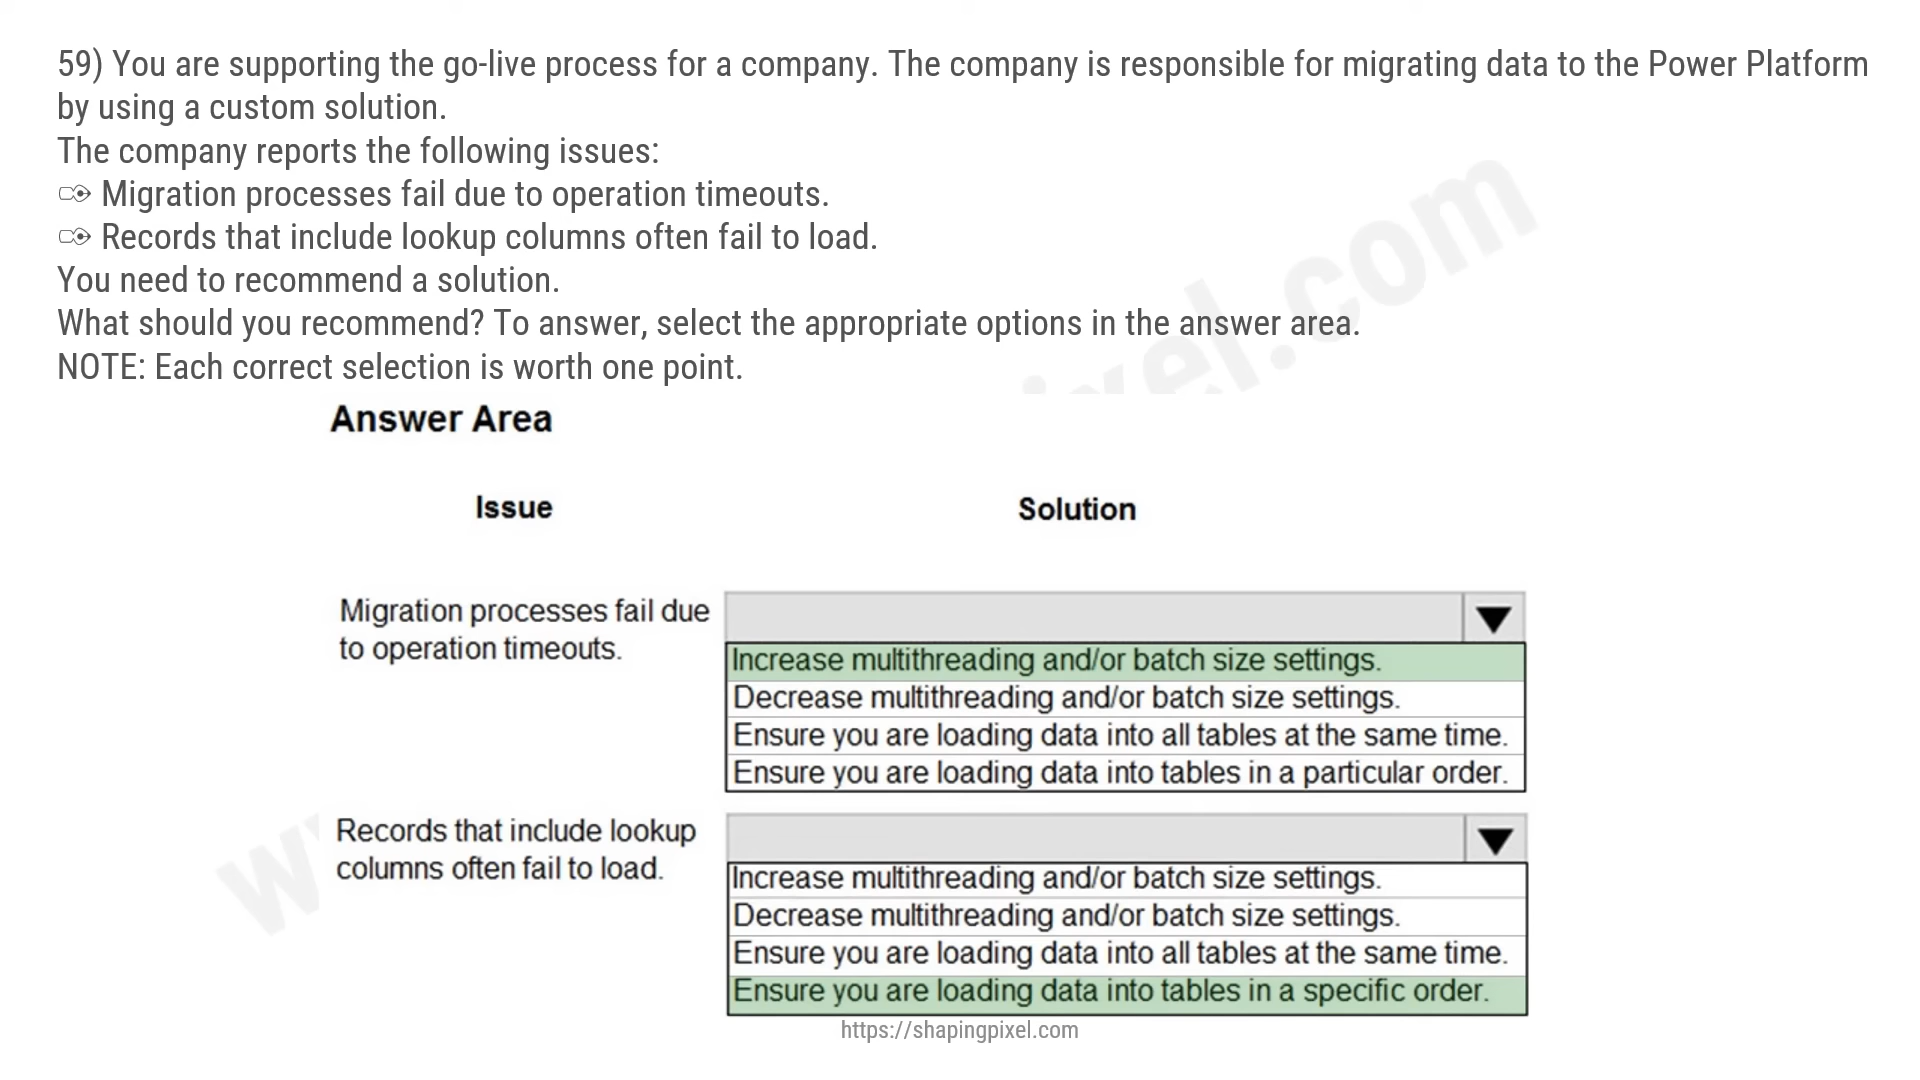 59) You are supporting the go-live process for a company. The company is responsible for migrating data to the Power Platform
by using a custom solution.
The company reports the following issues:
Migration processes fail due to operation timeouts.
Records that include lookup columns often fail to load.
You need to recommend a solution.
What should you recommend? To answer, select the appropriate options in the answer area.
NOTE: Each correct selection is worth one point.
Answer Area
Issue
Solution
Migration processes fail due
to operation timeouts.
Increase multithreading and/or batch size settings.
Decrease multithreading and/or batch size settings.
Ensure you are loading data into all tables at the same time.
Ensure you are loading data into tables in a particular order.
Records that include lookup
columns often fail to load.
Increase multithreading and/or batch size settings.
Decrease multithreading and/or batch size settings.
Ensure you are loading data into all tables at the same time.
Ensure you are loading data into tables in a specific order.
https://shapingpixel.com